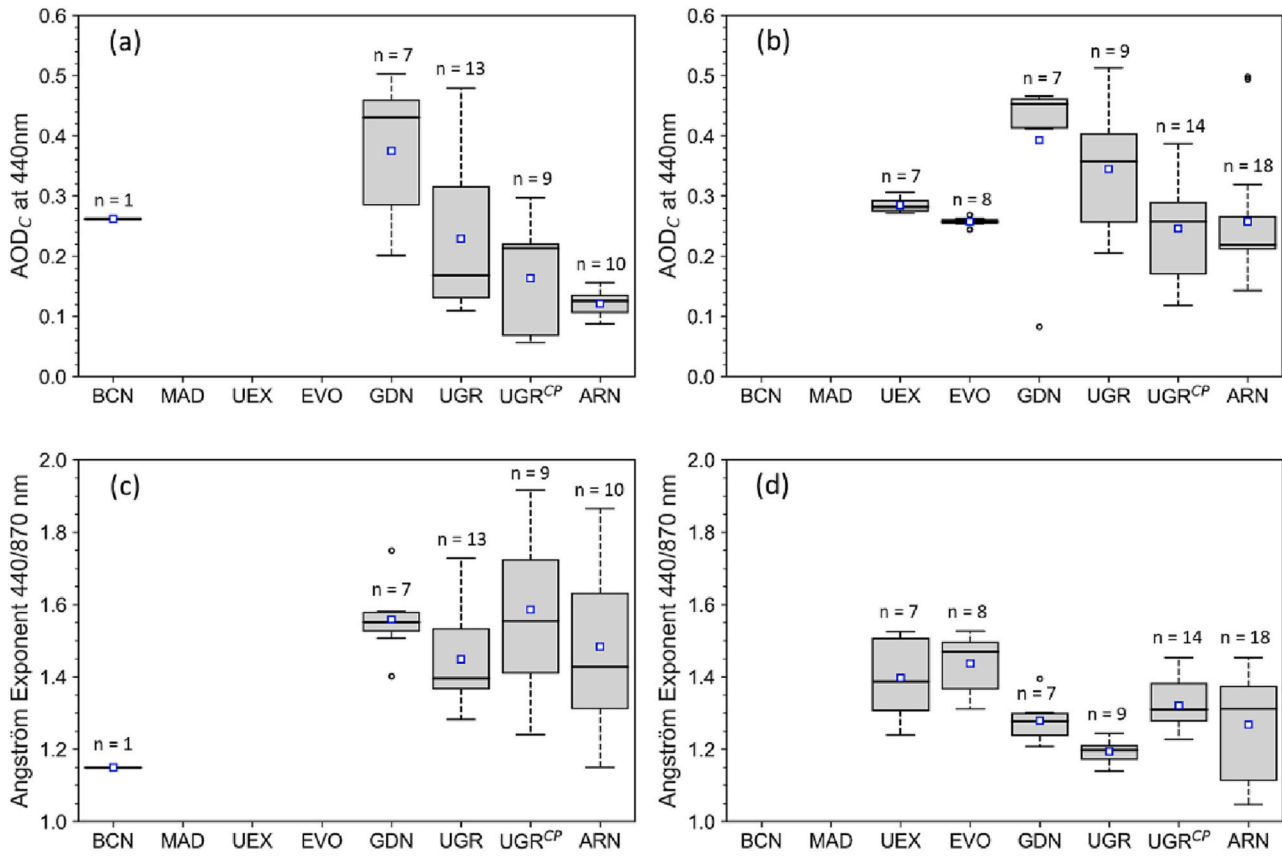 (a)
AOD_C at 440nm
0.6
0.5
0.4
0.3
0.2
0.1
0.0
n = 1
n = 7
n = 13
n = 9
n = 10
BCN MAD UEX EVO GDN UGR UGR^CP ARN
(b)
AOD_C at 440nm
0.6
0.5
0.4
0.3
0.2
0.1
0.0
n = 7
n = 8
n = 7
n = 9
n = 14
n = 18
BCN MAD UEX EVO GDN UGR UGR^CP ARN
(c)
Angström Exponent 440/870 nm
2.0
1.8
1.6
1.4
1.2
1.0
n = 1
n = 7
n = 13
n = 9
n = 10
BCN MAD UEX EVO GDN UGR UGR^CP ARN
(d)
Angström Exponent 440/870 nm
2.0
1.8
1.6
1.4
1.2
1.0
n = 7
n = 8
n = 7
n = 9
n = 14
n = 18
BCN MAD UEX EVO GDN UGR UGR^CP ARN